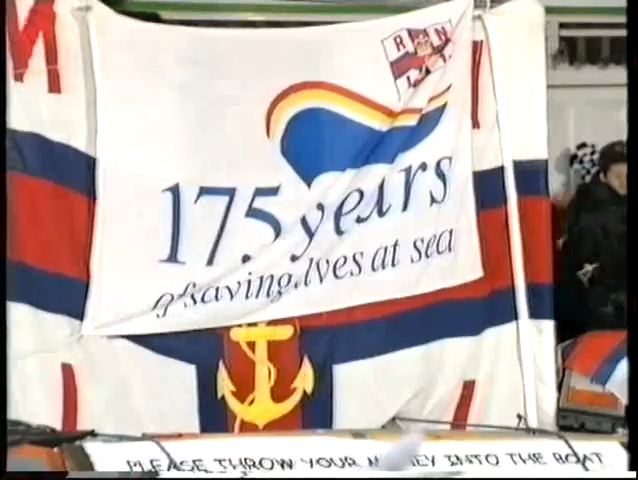 R N
175 years
of saving lives at sea
PLEASE THROW YOUR MONEY INTO THE BOAT